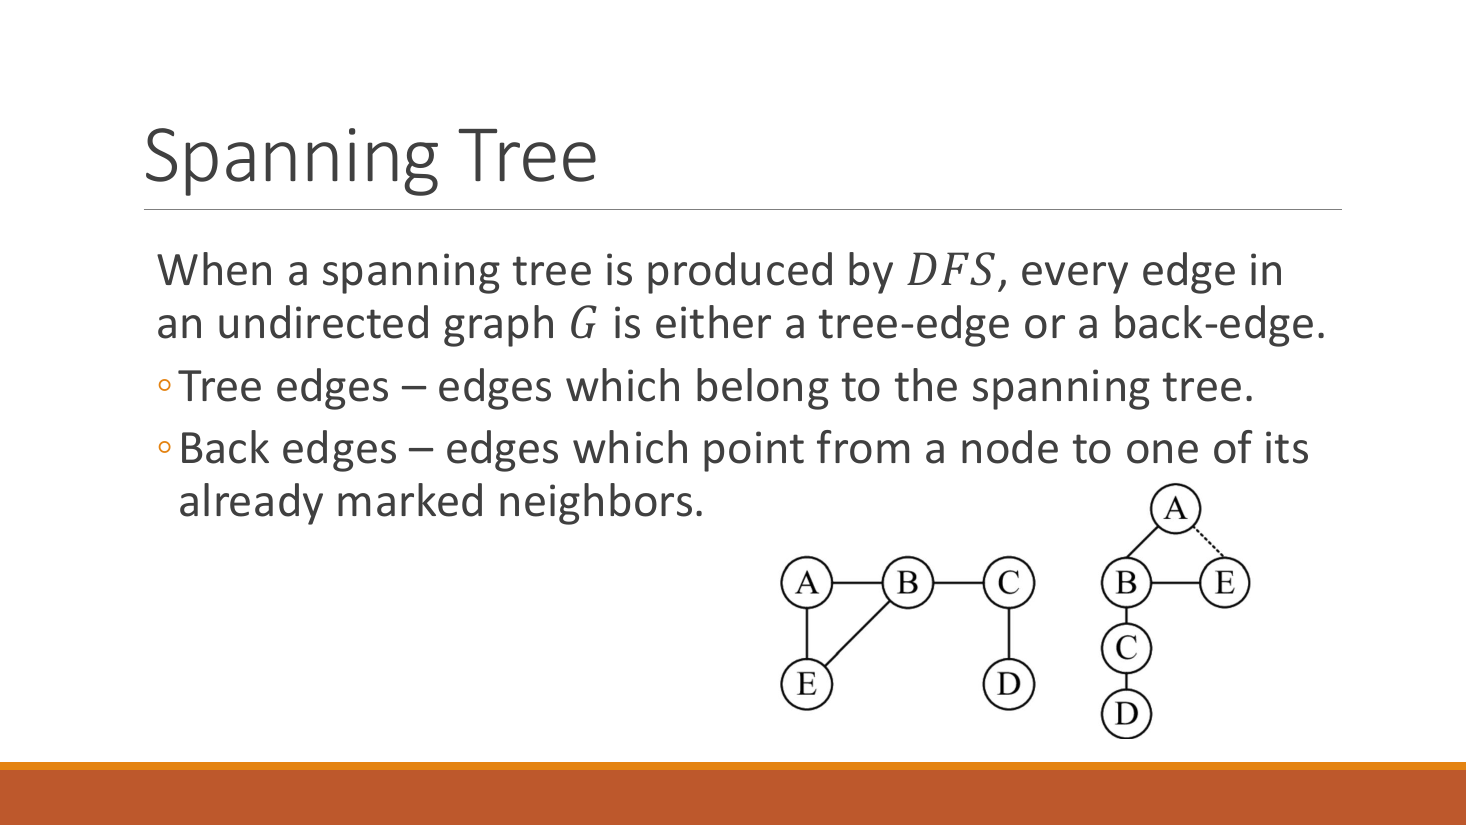 Spanning Tree
When a spanning tree is produced by DFS, every edge in
an undirected graph G is either a tree-edge or a back-edge.
◦Tree edges – edges which belong to the spanning tree.
◦Back edges – edges which point from a node to one of its
already marked neighbors.
A B C
E D
A
B E
C
D